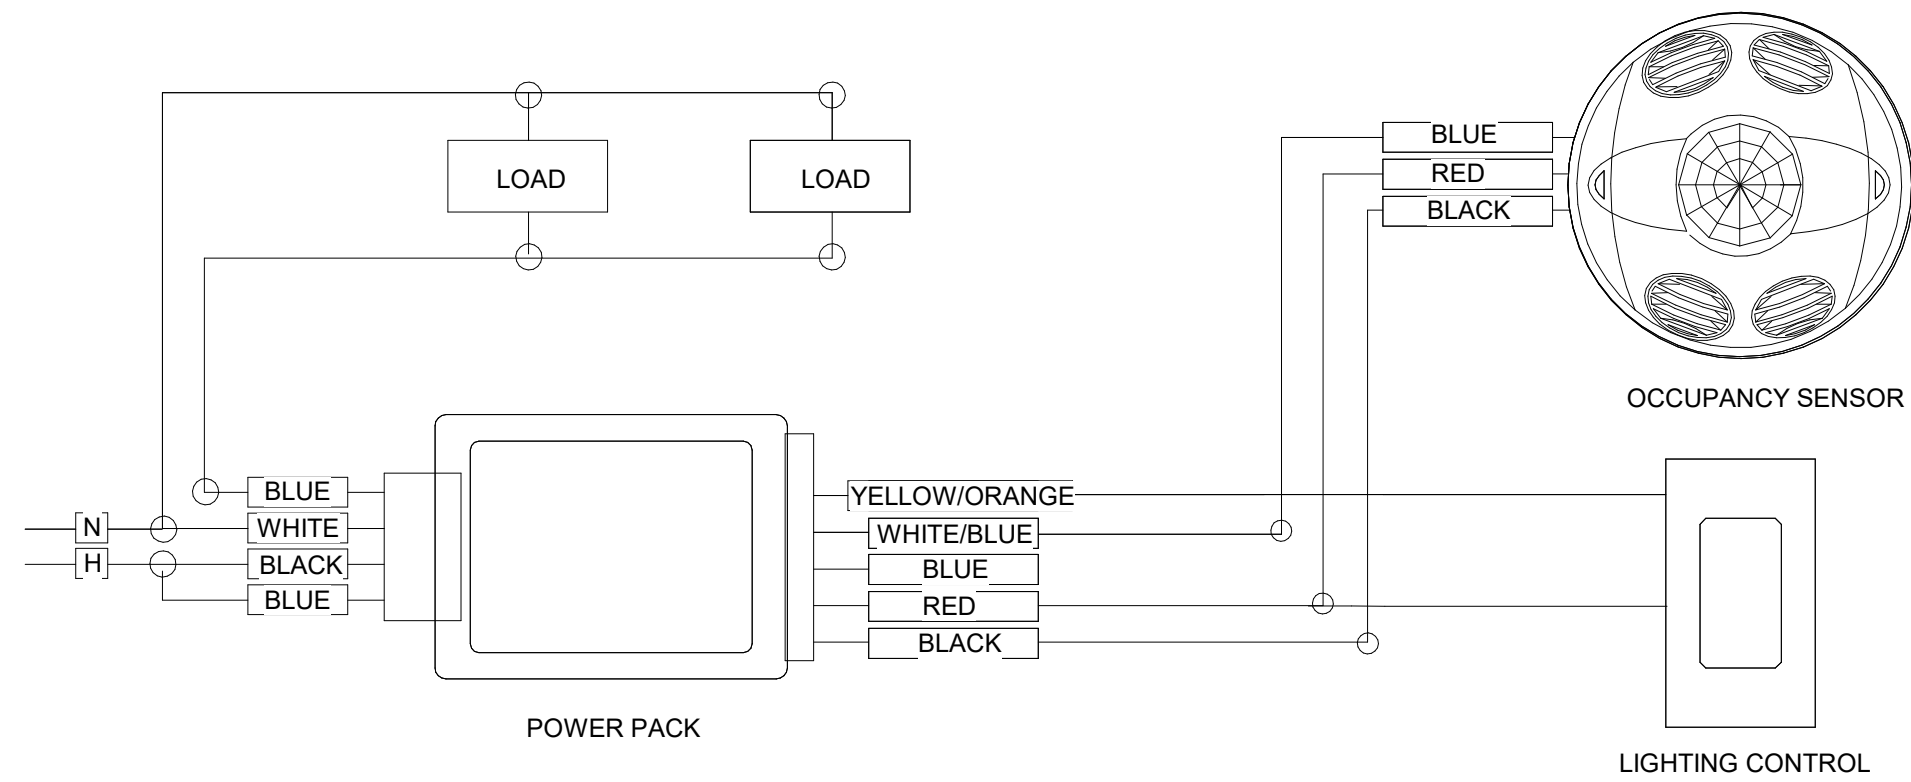 BLUE
RED
BLACK
LOAD
LOAD
OCCUPANCY SENSOR
BLUE
WHITE
BLACK
BLUE
N
H
YELLOW/ORANGE
WHITE/BLUE
BLUE
RED
BLACK
POWER PACK
LIGHTING CONTROL